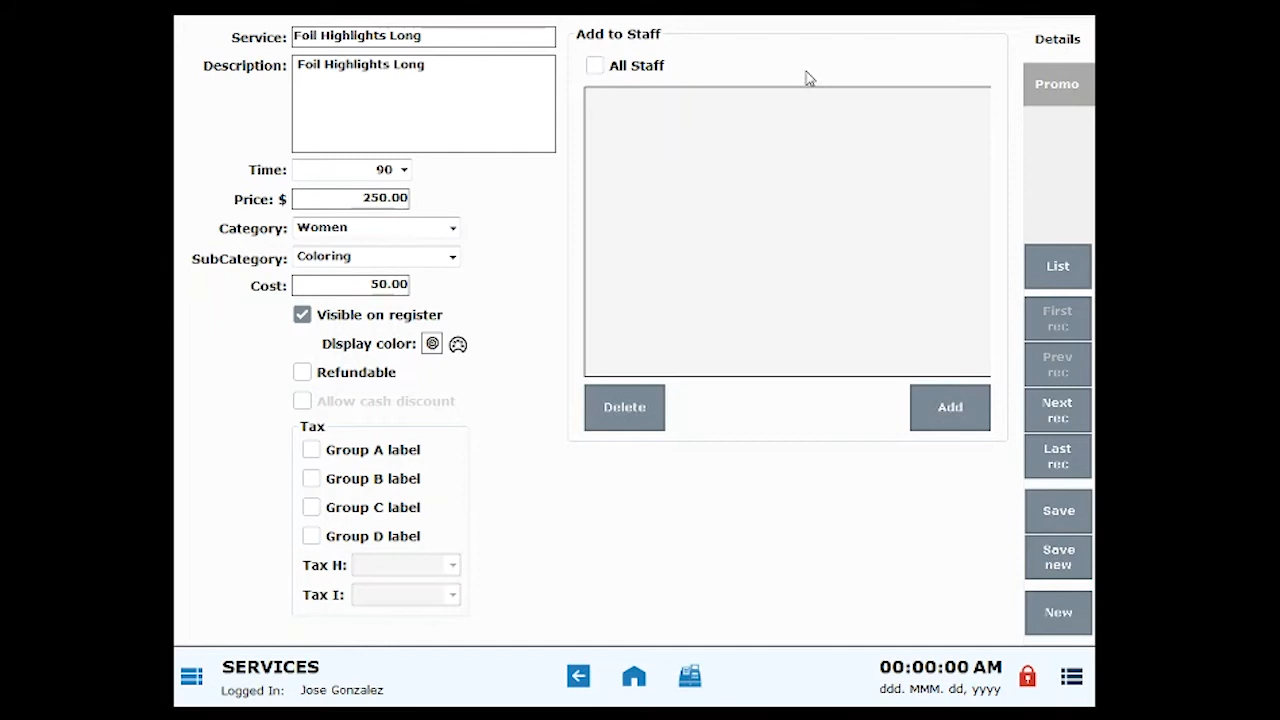 Service: Foil Highlights Long
Description: Foil Highlights Long
Time: 90
Price: $ 250.00
Category: Women
SubCategory: Coloring
Cost: 50.00
Visible on register
Display color:
Refundable
Allow cash discount
Tax
Group A label
Group B label
Group C label
Group D label
Tax H:
Tax I:
Add to Staff
All Staff
Delete
Add
Details
Promo
List
First
rec
Prev
rec
Next
rec
Last
rec
Save
Save
new
New
SERVICES
Logged In: Jose Gonzalez
00:00:00 AM
ddd. MMM. dd, yyyy